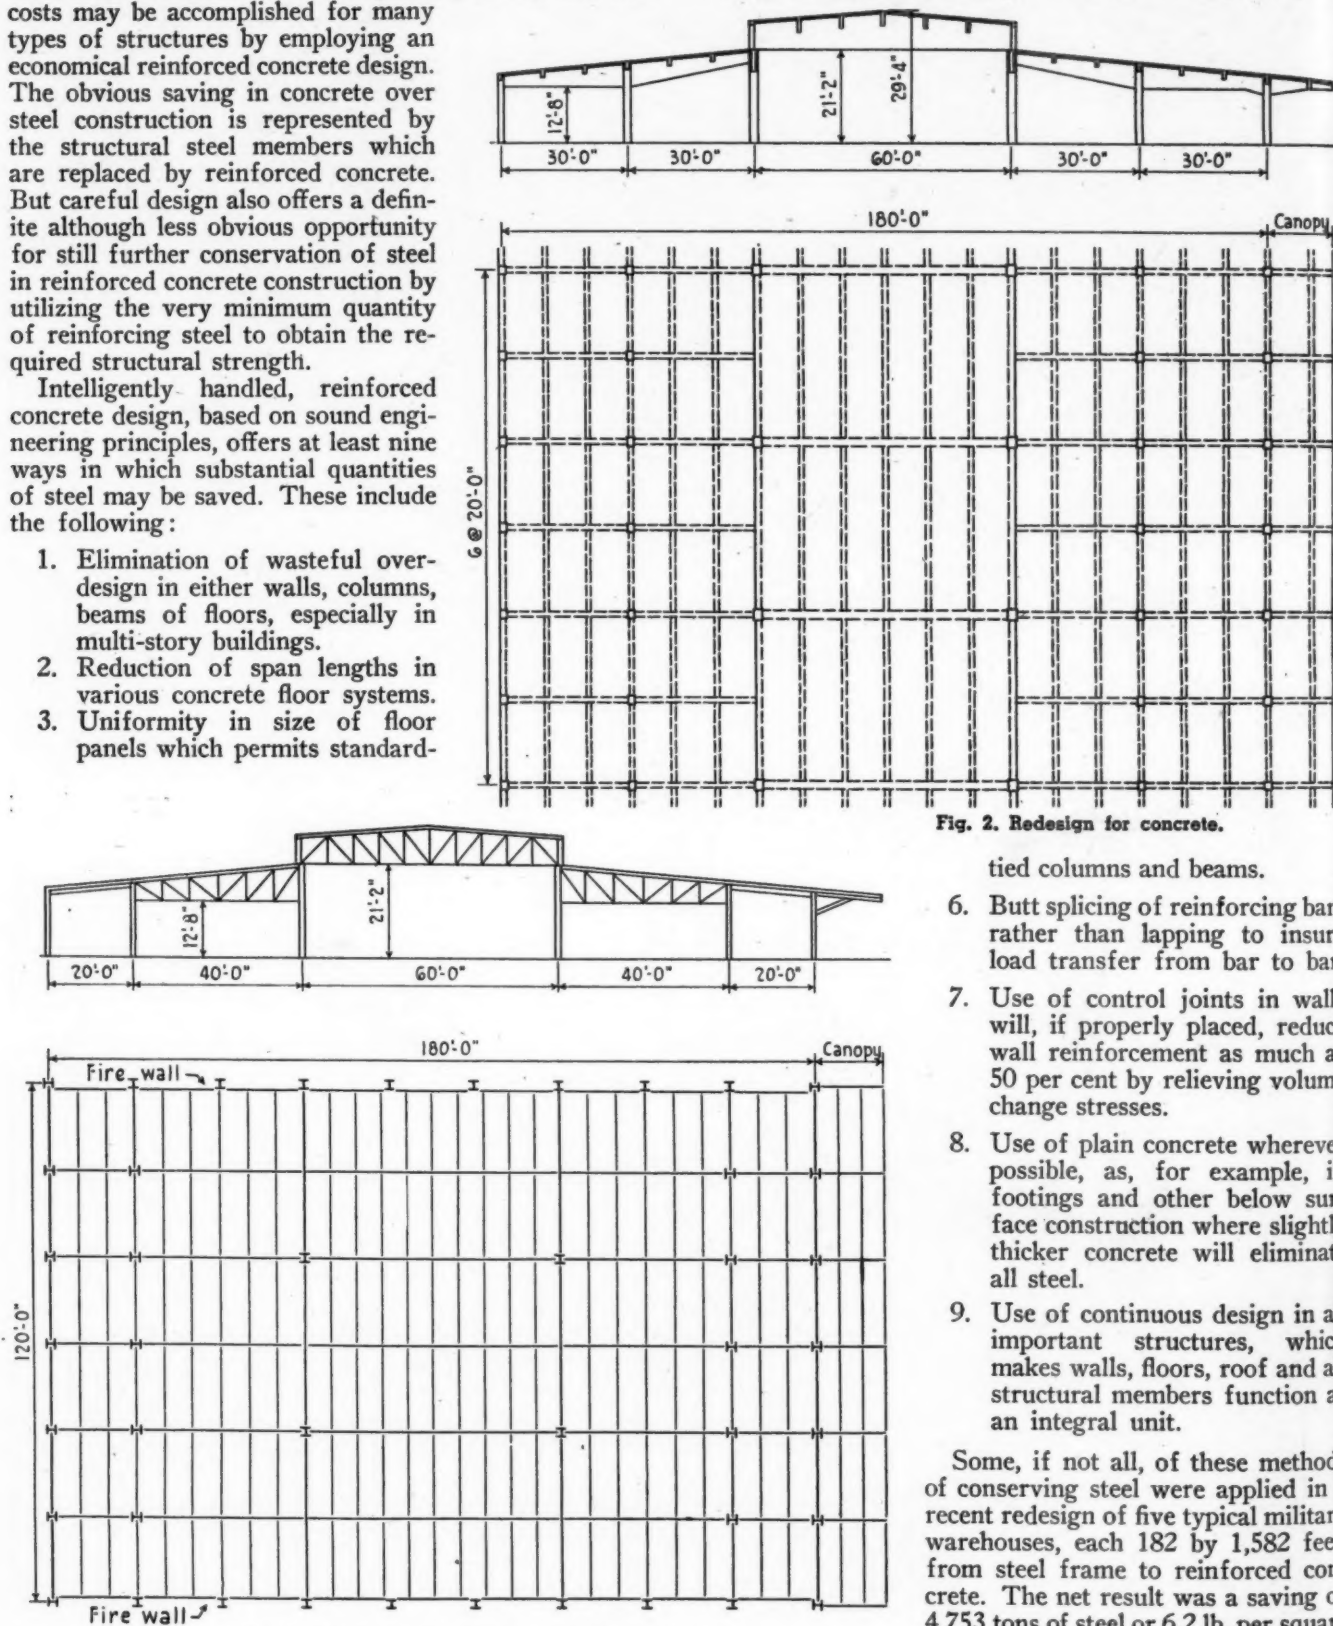 costs may be accomplished for many
types of structures by employing an
economical reinforced concrete design.
The obvious saving in concrete over
steel construction is represented by
the structural steel members which
are replaced by reinforced concrete.
But careful design also offers a defin-
ite although less obvious opportunity
for still further conservation of steel
in reinforced concrete construction by
utilizing the very minimum quantity
of reinforcing steel to obtain the re-
quired structural strength.
Intelligently handled, reinforced
concrete design, based on sound engi-
neering principles, offers at least nine
ways in which substantial quantities
of steel may be saved. These include
the following:
1. Elimination of wasteful over-
design in either walls, columns,
beams of floors, especially in
multi-story buildings.
2. Reduction of span lengths in
various concrete floor systems.
3. Uniformity in size of floor
panels which permits standard-
12'-8"
21'-2"
29'-4"
30'-0" 30'-0" 60'-0" 30'-0" 30'-0"
180'-0" Canopy
6 @ 20'-0"
Fig. 2. Redesign for concrete.
12'-8"
21'-2"
20'-0" 40'-0" 60'-0" 40'-0" 20'-0"
180'-0" Canopy
Fire wall
120'-0"
Fire wall
tied columns and beams.
6. Butt splicing of reinforcing bar
rather than lapping to insur
load transfer from bar to bar
7. Use of control joints in wall
will, if properly placed, reduc
wall reinforcement as much a
50 per cent by relieving volum
change stresses.
8. Use of plain concrete whereve
possible, as, for example, i
footings and other below sur
face construction where slightl
thicker concrete will eliminat
all steel.
9. Use of continuous design in a
important structures, whic
makes walls, floors, roof and a
structural members function a
an integral unit.
Some, if not all, of these method
of conserving steel were applied in
recent redesign of five typical militar
warehouses, each 182 by 1,582 fee
from steel frame to reinforced con
crete. The net result was a saving o
4,753 tons of steel or 6.2 lb. per squar